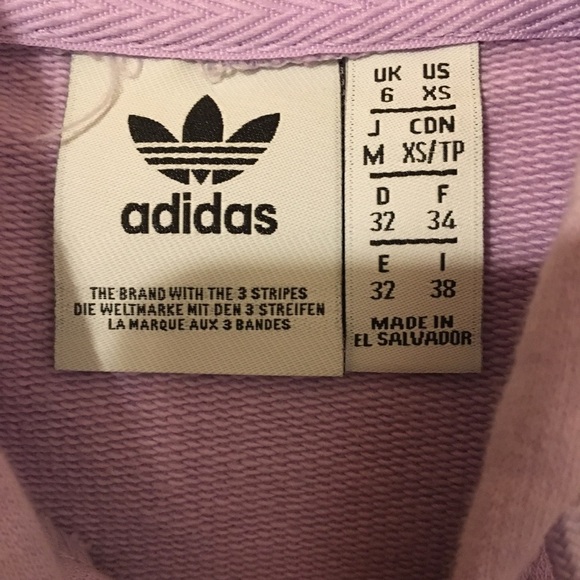 adidas
THE BRAND WITH THE 3 STRIPES
DIE WELTMARKE MIT DEN 3 STREIFEN
LA MARQUE AUX 3 BANDES
UK US
6 XS
J CDN
M XS/TP
D F
32 34
E I
32 38
MADE IN
EL SALVADOR